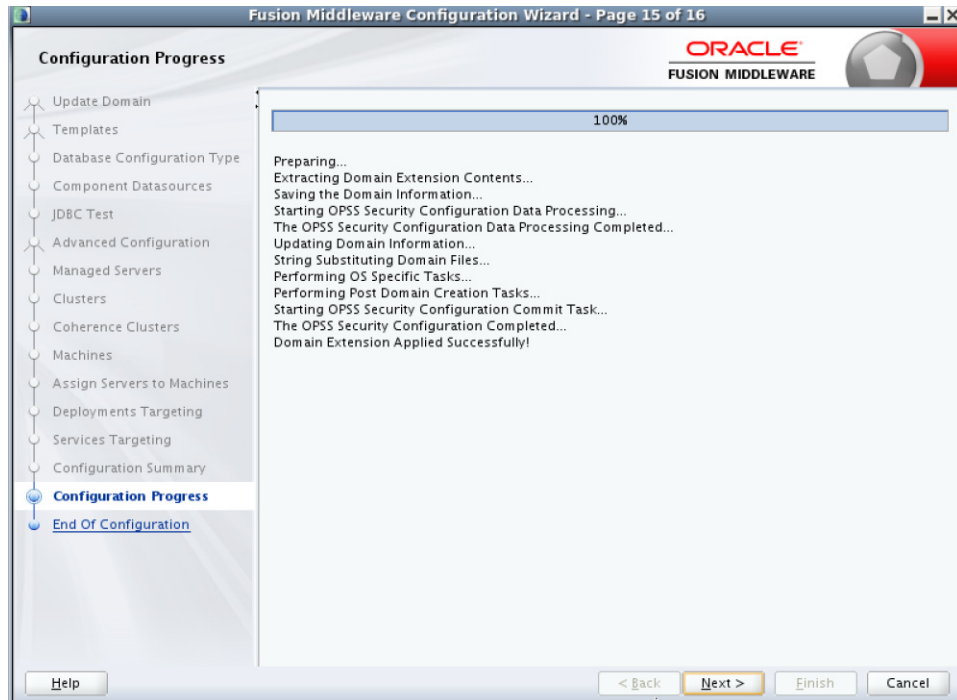 Fusion Middleware Configuration Wizard - Page 15 of 16
Configuration Progress
ORACLE
FUSION MIDDLEWARE
Update Domain
Templates
Database Configuration Type
Component Datasources
JDBC Test
Advanced Configuration
Managed Servers
Clusters
Coherence Clusters
Machines
Assign Servers to Machines
Deployments Targeting
Services Targeting
Configuration Summary
Configuration Progress
End Of Configuration
100%
Preparing...
Extracting Domain Extension Contents...
Saving the Domain Information...
Starting OPSS Security Configuration Data Processing...
The OPSS Security Configuration Data Processing Completed...
Updating Domain Information...
String Substituting Domain Files...
Performing OS Specific Tasks...
Performing Post Domain Creation Tasks...
Starting OPSS Security Configuration Commit Task...
The OPSS Security Configuration Completed...
Domain Extension Applied Successfully!
Help
< Back
Next >
Finish
Cancel